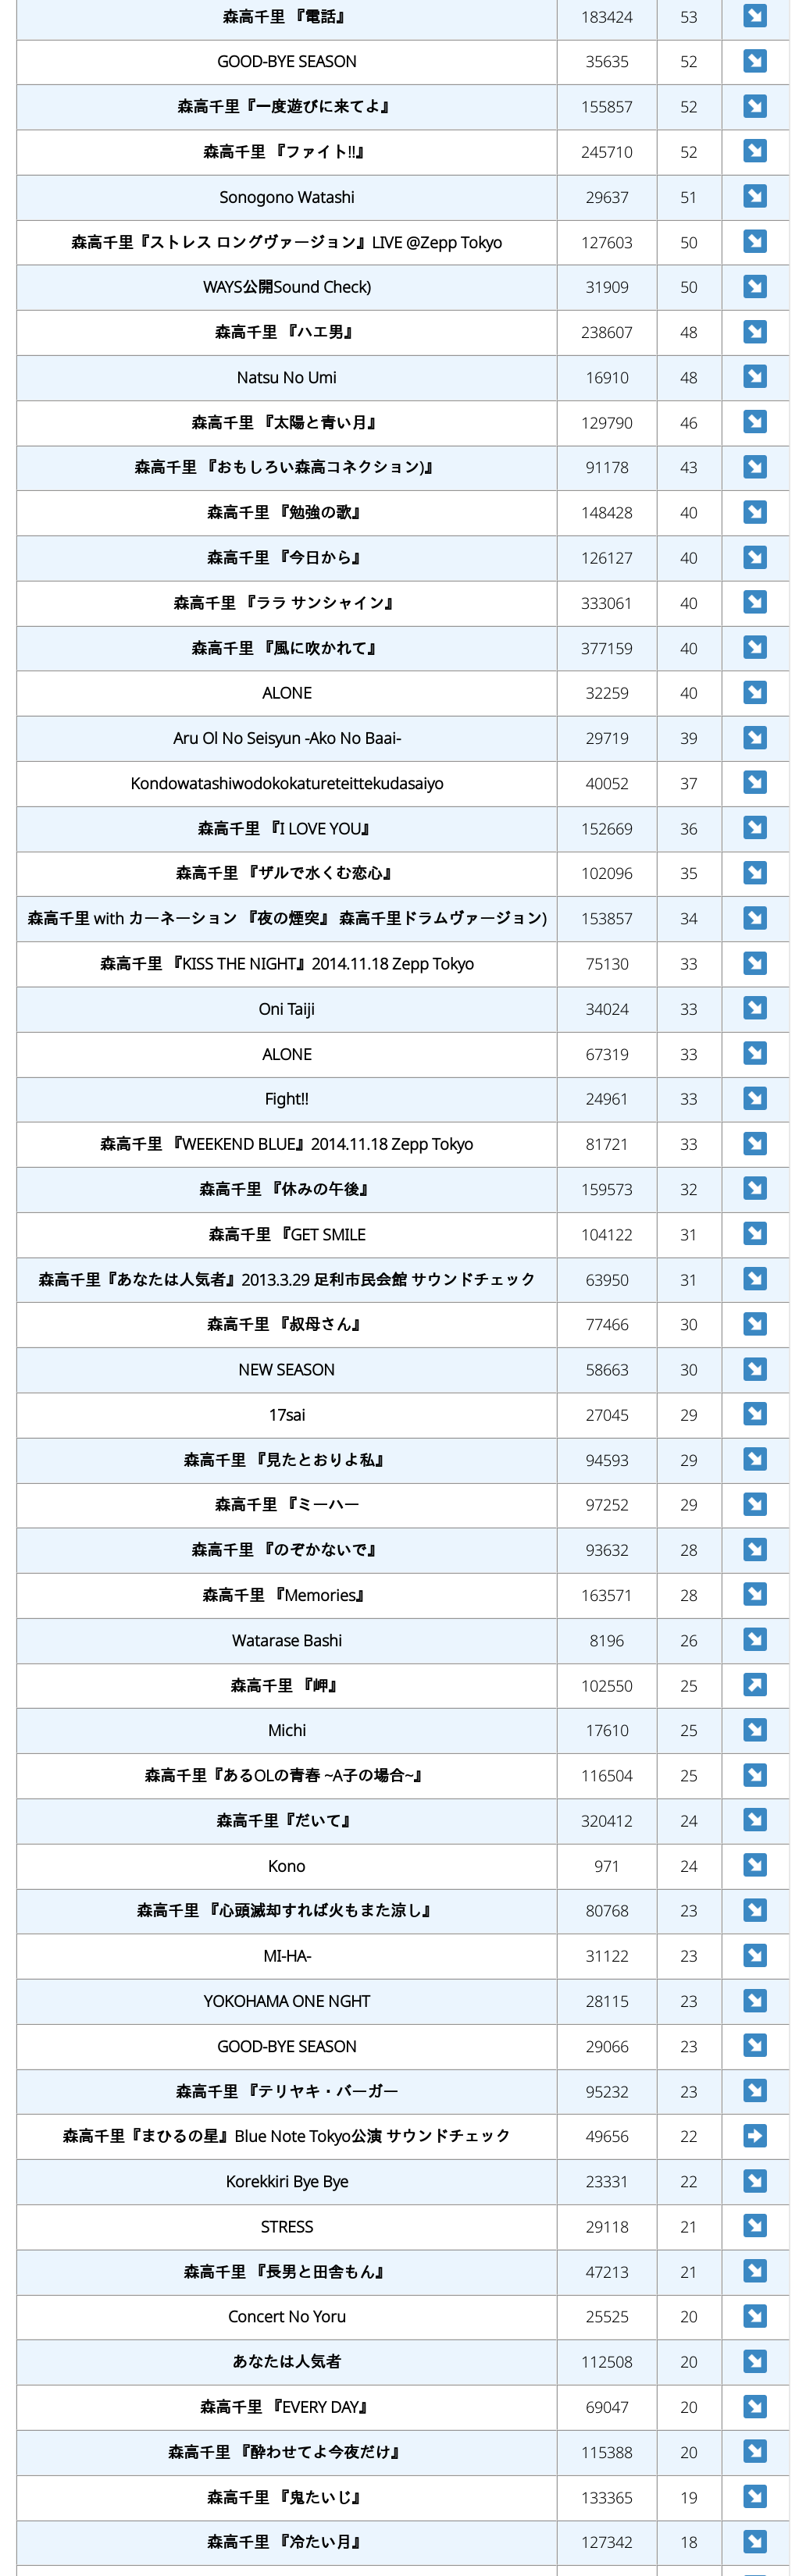 森高千里 『電話』 183424 53 ↘
GOOD-BYE SEASON 35635 52 ↘
森高千里『一度遊びに来てよ』 155857 52 ↘
森高千里 『ファイト!!』 245710 52 ↘
Sonogono Watashi 29637 51 ↘
森高千里『ストレス ロングヴァージョン』LIVE @Zepp Tokyo 127603 50 ↘
WAYS公開Sound Check) 31909 50 ↘
森高千里 『ハエ男』 238607 48 ↘
Natsu No Umi 16910 48 ↘
森高千里 『太陽と青い月』 129790 46 ↘
森高千里 『おもしろい森高コネクション)』 91178 43 ↘
森高千里 『勉強の歌』 148428 40 ↘
森高千里 『今日から』 126127 40 ↘
森高千里 『ララ サンシャイン』 333061 40 ↘
森高千里 『風に吹かれて』 377159 40 ↘
ALONE 32259 40 ↘
Aru Ol No Seisyun -Ako No Baai- 29719 39 ↘
Kondowatashiwodokokatureteittekudasaiyo 40052 37 ↘
森高千里 『I LOVE YOU』 152669 36 ↘
森高千里 『ザルで水くむ恋心』 102096 35 ↘
森高千里 with カーネーション 『夜の煙突』 森高千里ドラムヴァージョン) 153857 34 ↘
森高千里 『KISS THE NIGHT』2014.11.18 Zepp Tokyo 75130 33 ↘
Oni Taiji 34024 33 ↘
ALONE 67319 33 ↘
Fight!! 24961 33 ↘
森高千里 『WEEKEND BLUE』2014.11.18 Zepp Tokyo 81721 33 ↘
森高千里 『休みの午後』 159573 32 ↘
森高千里 『GET SMILE 104122 31 ↘
森高千里『あなたは人気者』2013.3.29 足利市民会館 サウンドチェック 63950 31 ↘
森高千里 『叔母さん』 77466 30 ↘
NEW SEASON 58663 30 ↘
17sai 27045 29 ↘
森高千里 『見たとおりよ私』 94593 29 ↘
森高千里 『ミーハー 97252 29 ↘
森高千里 『のぞかないで』 93632 28 ↘
森高千里 『Memories』 163571 28 ↘
Watarase Bashi 8196 26 ↘
森高千里 『岬』 102550 25 ↗
Michi 17610 25 ↘
森高千里『あるOLの青春 ~A子の場合~』 116504 25 ↘
森高千里『だいて』 320412 24 ↘
Kono 971 24 ↘
森高千里 『心頭滅却すれば火もまた涼し』 80768 23 ↘
MI-HA- 31122 23 ↘
YOKOHAMA ONE NGHT 28115 23 ↘
GOOD-BYE SEASON 29066 23 ↘
森高千里 『テリヤキ・バーガー 95232 23 ↘
森高千里『まひるの星』Blue Note Tokyo公演 サウンドチェック 49656 22 ➡
Korekkiri Bye Bye 23331 22 ↘
STRESS 29118 21 ↘
森高千里 『長男と田舎もん』 47213 21 ↘
Concert No Yoru 25525 20 ↘
あなたは人気者 112508 20 ↘
森高千里 『EVERY DAY』 69047 20 ↘
森高千里 『酔わせてよ今夜だけ』 115388 20 ↘
森高千里 『鬼たいじ』 133365 19 ↘
森高千里 『冷たい月』 127342 18 ↘